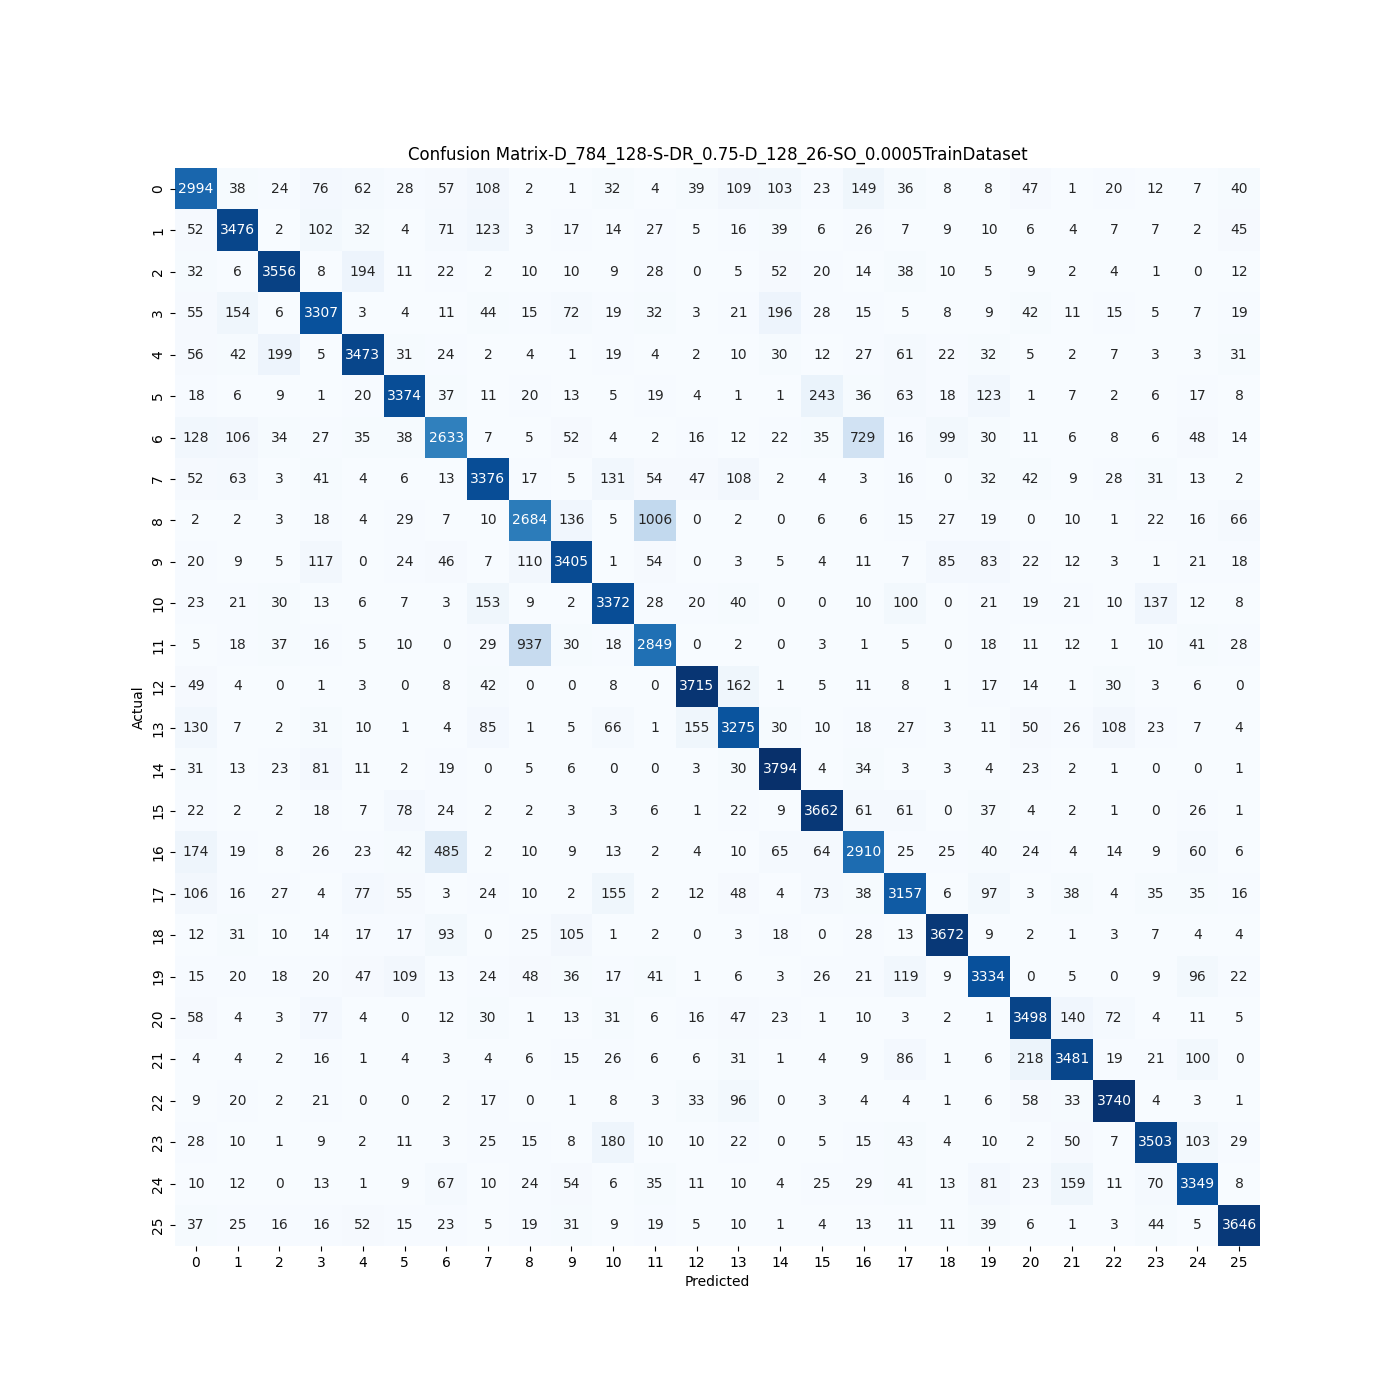 Confusion Matrix-D_784_128-S-DR_0.75-D_128_26-SO_0.0005TrainDataset
0 2994 38 24 76 62 28 57 108 2 1 32 4 39 109 103 23 149 36 8 8 47 1 20 12 7 40
1 52 3476 2 102 32 4 71 123 3 17 14 27 5 16 39 6 26 7 9 10 6 4 7 7 2 45
2 32 6 3556 8 194 11 22 2 10 10 9 28 0 5 52 20 14 38 10 5 9 2 4 1 0 12
3 55 154 6 3307 3 4 11 44 15 72 19 32 3 21 196 28 15 5 8 9 42 11 15 5 7 19
4 56 42 199 5 3473 31 24 2 4 1 19 4 2 10 30 12 27 61 22 32 5 2 7 3 3 31
5 18 6 9 1 20 3374 37 11 20 13 5 19 4 1 1 243 36 63 18 123 1 7 2 6 17 8
6 128 106 34 27 35 38 2633 7 5 52 4 2 16 12 22 35 729 16 99 30 11 6 8 6 48 14
7 52 63 3 41 4 6 13 3376 17 5 131 54 47 108 2 4 3 16 0 32 42 9 28 31 13 2
8 2 2 3 18 4 29 7 10 2684 136 5 1006 0 2 0 6 6 15 27 19 0 10 1 22 16 66
9 20 9 5 117 0 24 46 7 110 3405 1 54 0 3 5 4 11 7 85 83 22 12 3 1 21 18
10 23 21 30 13 6 7 3 153 9 2 3372 28 20 40 0 0 10 100 0 21 19 21 10 137 12 8
11 5 18 37 16 5 10 0 29 937 30 18 2849 0 2 0 3 1 5 0 18 11 12 1 10 41 28
12 49 4 0 1 3 0 8 42 0 0 8 0 3715 162 1 5 11 8 1 17 14 1 30 3 6 0
13 130 7 2 31 10 1 4 85 1 5 66 1 155 3275 30 10 18 27 3 11 50 26 108 23 7 4
14 31 13 23 81 11 2 19 0 5 6 0 0 3 30 3794 4 34 3 3 4 23 2 1 0 0 1
15 22 2 2 18 7 78 24 2 2 3 3 6 1 22 9 3662 61 61 0 37 4 2 1 0 26 1
16 174 19 8 26 23 42 485 2 10 9 13 2 4 10 65 64 2910 25 25 40 24 4 14 9 60 6
17 106 16 27 4 77 55 3 24 10 2 155 2 12 48 4 73 38 3157 6 97 3 38 4 35 35 16
18 12 31 10 14 17 17 93 0 25 105 1 2 0 3 18 0 28 13 3672 9 2 1 3 7 4 4
19 15 20 18 20 47 109 13 24 48 36 17 41 1 6 3 26 21 119 9 3334 0 5 0 9 96 22
20 58 4 3 77 4 0 12 30 1 13 31 6 16 47 23 1 10 3 2 1 3498 140 72 4 11 5
21 4 4 2 16 1 4 3 4 6 15 26 6 6 31 1 4 9 86 1 6 218 3481 19 21 100 0
22 9 20 2 21 0 0 2 17 0 1 8 3 33 96 0 3 4 4 1 6 58 33 3740 4 3 1
23 28 10 1 9 2 11 3 25 15 8 180 10 10 22 0 5 15 43 4 10 2 50 7 3503 103 29
24 10 12 0 13 1 9 67 10 24 54 6 35 11 10 4 25 29 41 13 81 23 159 11 70 3349 8
25 37 25 16 16 52 15 23 5 19 31 9 19 5 10 1 4 13 11 11 39 6 1 3 44 5 3646
0 1 2 3 4 5 6 7 8 9 10 11 12 13 14 15 16 17 18 19 20 21 22 23 24 25
Predicted
Actual